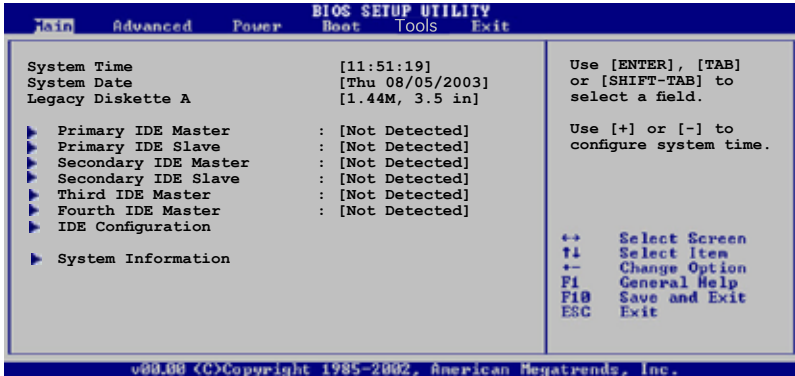 BIOS SETUP UTILITY
Main Advanced Power Boot Tools Exit
System Time [11:51:19]
System Date [Thu 08/05/2003]
Legacy Diskette A [1.44M, 3.5 in]
Primary IDE Master : [Not Detected]
Primary IDE Slave : [Not Detected]
Secondary IDE Master : [Not Detected]
Secondary IDE Slave : [Not Detected]
Third IDE Master : [Not Detected]
Fourth IDE Master : [Not Detected]
IDE Configuration
System Information
Use [ENTER], [TAB]
or [SHIFT-TAB] to
select a field.
Use [+] or [-] to
configure system time.
↔ Select Screen
↑↓ Select Item
+- Change Option
F1 General Help
F10 Save and Exit
ESC Exit
v00.00 (C)Copyright 1985-2002, American Megatrends, Inc.